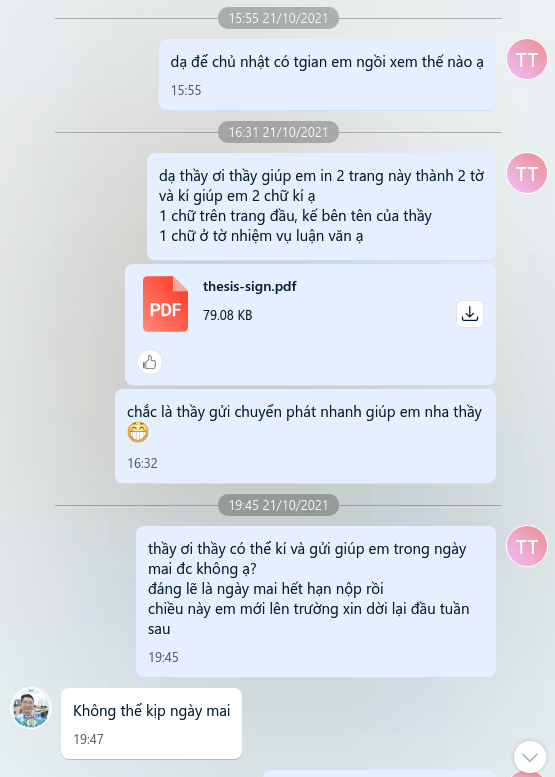 15:55 21/10/2021
dạ để chủ nhật có tgian em ngồi xem thế nào ạ
15:55
TT
16:31 21/10/2021
dạ thầy ơi thầy giúp em in 2 trang này thành 2 tờ
và kí giúp em 2 chữ kí ạ
1 chữ trên trang đầu, kế bên tên của thầy
1 chữ ở tờ nhiệm vụ luận văn ạ
TT
PDF
thesis-sign.pdf
79.08 KB
chắc là thầy gửi chuyển phát nhanh giúp em nha thầy
16:32
19:45 21/10/2021
thầy ơi thầy có thể kí và gửi giúp em trong ngày
mai đc không ạ?
đáng lẽ là ngày mai hết hạn nộp rồi
chiều này em mới lên trường xin dời lại đầu tuần
sau
19:45
TT
Không thể kịp ngày mai
19:47